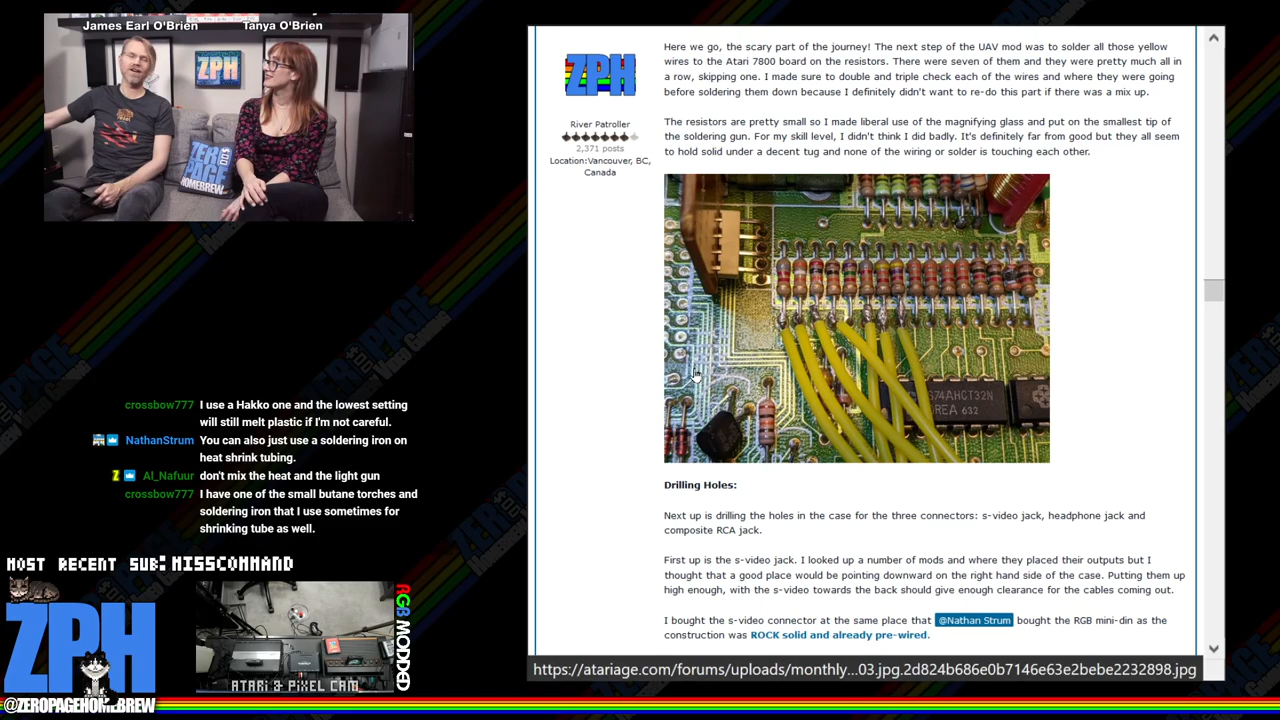 James Earl O'Brien
Tanya O'Brien
ZPH
ZERO
PAGE
HOMEBREW
crossbow777 I use a Hakko one and the lowest setting
will still melt plastic if I'm not careful.
NathanStrum You can also just use a soldering iron on
heat shrink tubing.
Z Al_Nafuur don't mix the heat and the light gun
crossbow777 I have one of the small butane torches and
soldering iron that I use sometimes for
shrinking tube as well.
MOST RECENT SUB: MISSCOMMAND
ZPH
@ZEROPAGEHOMEBREW
ATARI & PIXEL CAM
RGB MODDED
ZPH
River Patroller
2,371 posts
Location:Vancouver, BC,
Canada
Here we go, the scary part of the journey! The next step of the UAV mod was to solder all those yellow
wires to the Atari 7800 board on the resistors. There were seven of them and they were pretty much all in
a row, skipping one. I made sure to double and triple check each of the wires and where they were going
before soldering them down because I definitely didn't want to re-do this part if there was a mix up.
The resistors are pretty small so I made liberal use of the magnifying glass and put on the smallest tip of
the soldering gun. For my skill level, I didn't think I did badly. It's definitely far from good but they all seem
to hold solid under a decent tug and none of the wiring or solder is touching each other.
S74AHCT32N
OREA 632
Drilling Holes:
Next up is drilling the holes in the case for the three connectors: s-video jack, headphone jack and
composite RCA jack.
First up is the s-video jack. I looked up a number of mods and where they placed their outputs but I
thought that a good place would be pointing downward on the right hand side of the case. Putting them up
high enough, with the s-video towards the back should give enough clearance for the cables coming out.
I bought the s-video connector at the same place that @Nathan Strum bought the RGB mini-din as the
construction was ROCK solid and already pre-wired.
https://atariage.com/forums/uploads/monthly...03.jpg.2d824b686e0b7146e63e2bebe2232898.jpg